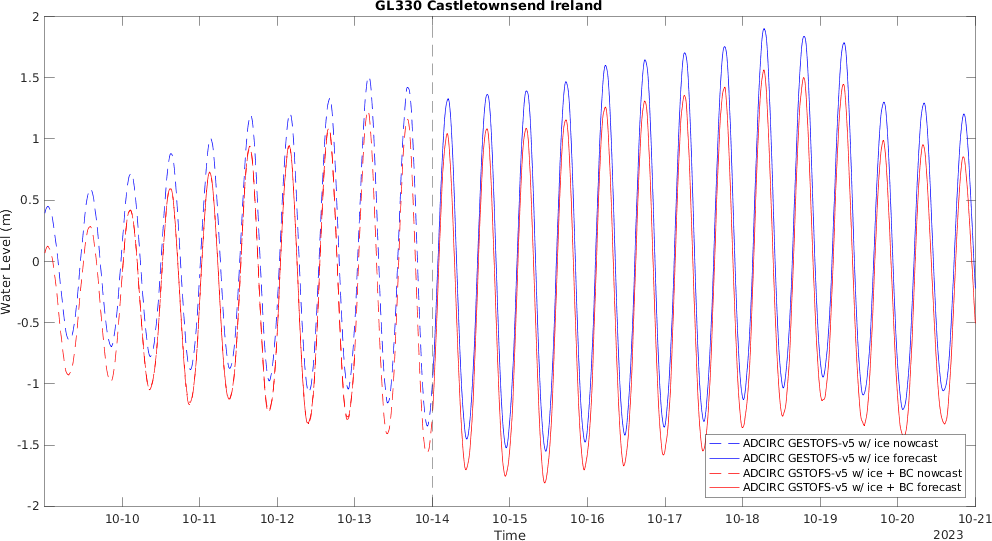 GL330 Castletownsend Ireland
2
1.5
1
0.5
0
-0.5
-1
-1.5
-2
Water Level (m)
10-10 10-11 10-12 10-13 10-14 10-15 10-16 10-17 10-18 10-19 10-20 10-21
Time
2023
ADCIRC GESTOFS-v5 w/ ice nowcast
ADCIRC GESTOFS-v5 w/ ice forecast
ADCIRC GSTOFS-v5 w/ ice + BC nowcast
ADCIRC GSTOFS-v5 w/ ice + BC forecast